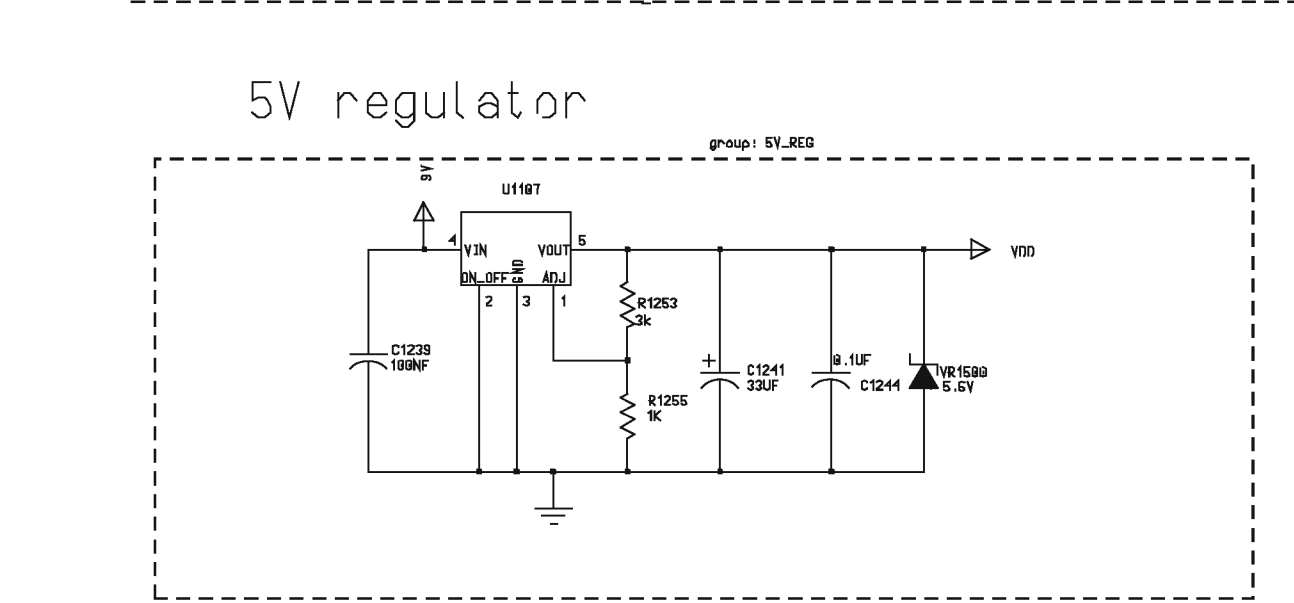 5V regulator
group: 5V_REG
9V
U1107
4
VIN
VOUT
5
ON_OFF
GND
ADJ
2
3
1
R1253
3k
C1239
100NF
R1255
1K
+
C1241
33UF
0.1UF
C1244
VR1500
5.6V
VDD